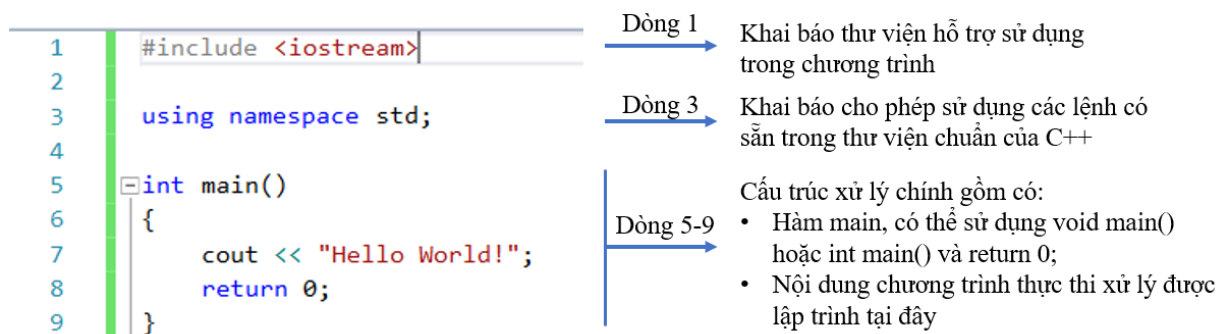 1 #include <iostream>
2
3 using namespace std;
4
5 int main()
6 {
7 cout << "Hello World!";
8 return 0;
9 }
Dòng 1
Khai báo thư viện hỗ trợ sử dụng
trong chương trình
Dòng 3
Khai báo cho phép sử dụng các lệnh có
sẵn trong thư viện chuẩn của C++
Dòng 5-9
Cấu trúc xử lý chính gồm có:
• Hàm main, có thể sử dụng void main()
hoặc int main() và return 0;
• Nội dung chương trình thực thi xử lý được
lập trình tại đây